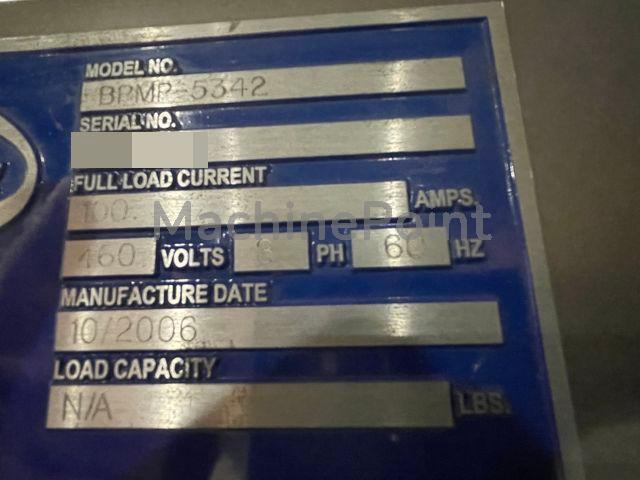 MODEL NO.
BPMP-5342
SERIAL NO.
FULL LOAD CURRENT
100 AMPS.
MachinePoint
460 VOLTS 3 PH 60 HZ
MANUFACTURE DATE
10/2006
LOAD CAPACITY
N/A LBS.